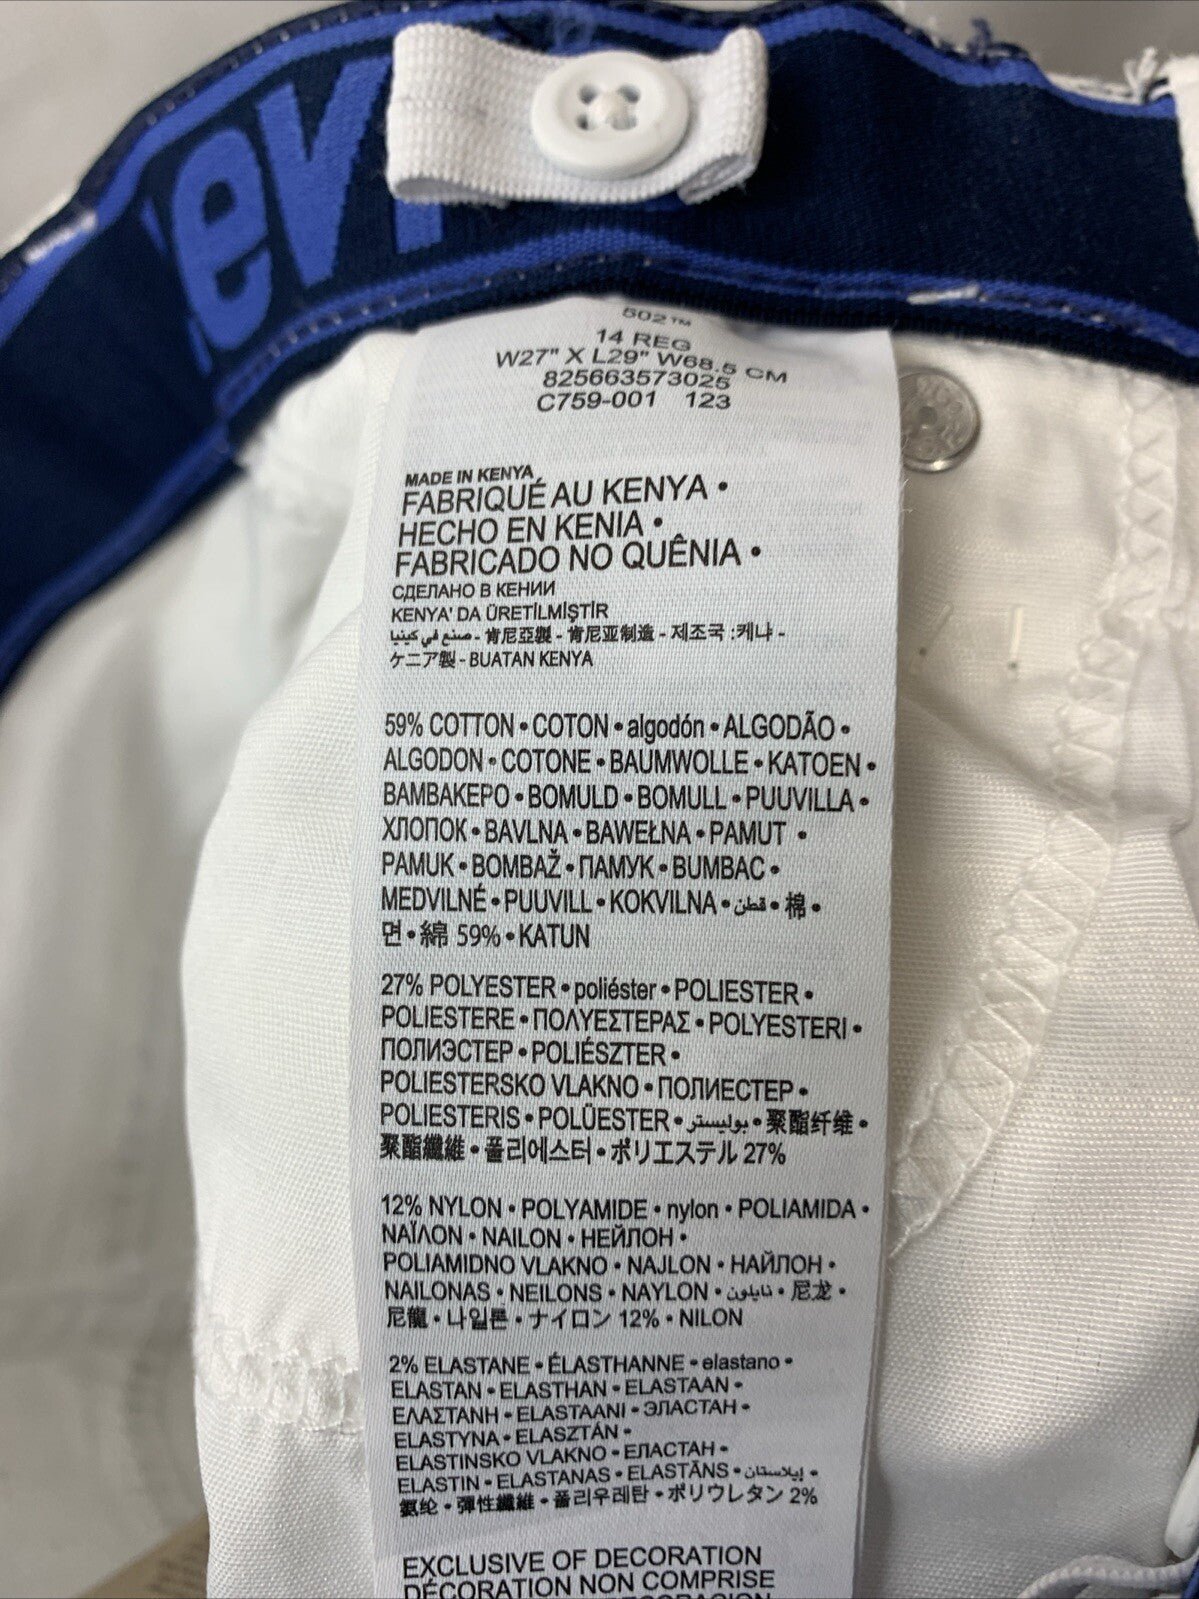 Levi
502™
14 REG
W27" X L29" W68.5 CM
825663573025
C759-001 123
MADE IN KENYA
FABRIQUÉ AU KENYA •
HECHO EN KENIA •
FABRICADO NO QUÊNIA •
СДЕЛАНО В КЕНИИ
KENYA' DA ÜRETİLMİŞTİR
صنع في كينيا - 肯尼亞製 - 肯尼亚制造 - 제조국 :케냐 -
ケニア製 - BUATAN KENYA
59% COTTON • COTON • algodón • ALGODÃO •
ALGODON • COTONE • BAUMWOLLE • KATOEN •
BAMBAKEPO • BOMULD • BOMULL • PUUVILLA •
ХЛОПОК • BAVLNA • BAWEŁNA • PAMUT •
PAMUK • BOMBAŽ • ПАМУК • BUMBAC •
MEDVILNÉ • PUUVILL • KOKVILNA • قطن • 棉 •
면 • 綿 59% • KATUN
27% POLYESTER • poliéster • POLIESTER •
POLIESTERE • ΠΟΛΥΕΣΤΕΡΑΣ • POLYESTERI •
ПОЛИЭСТЕР • POLIÉSZTER •
POLIESTERSKO VLAKNO • ПОЛИЕСТЕР •
POLIESTERIS • POLÜESTER • بوليستر • 聚酯纤维 •
聚酯纖維 • 폴리에스터 • ポリエステル 27%
12% NYLON • POLYAMIDE • nylon • POLIAMIDA •
ΝΑΪΛΟΝ • NAILON • НЕЙЛОН •
POLIAMIDNO VLAKNO • NAJLON • НАЙЛОН •
NAILONAS • NEILONS • NAYLON • نايلون • 尼龙 •
尼龍 • 나일론 • ナイロン 12% • NILON
2% ELASTANE • ÉLASTHANNE • elastano •
ELASTAN • ELASTHAN • ELASTAAN •
ΕΛΑΣΤΑΝΗ • ELASTAANI • ЭЛАСТАН •
ELASTYNA • ELASZTÁN •
ELASTINSKO VLAKNO • ЕЛАСТАН •
ELASTIN • ELASTANAS • ELASTĀNS • إيلاستان •
氨纶 • 彈性纖維 • 폴리우레탄 • ポリウレタン 2%
EXCLUSIVE OF DECORATION
DÉCORATION NON COMPRISE